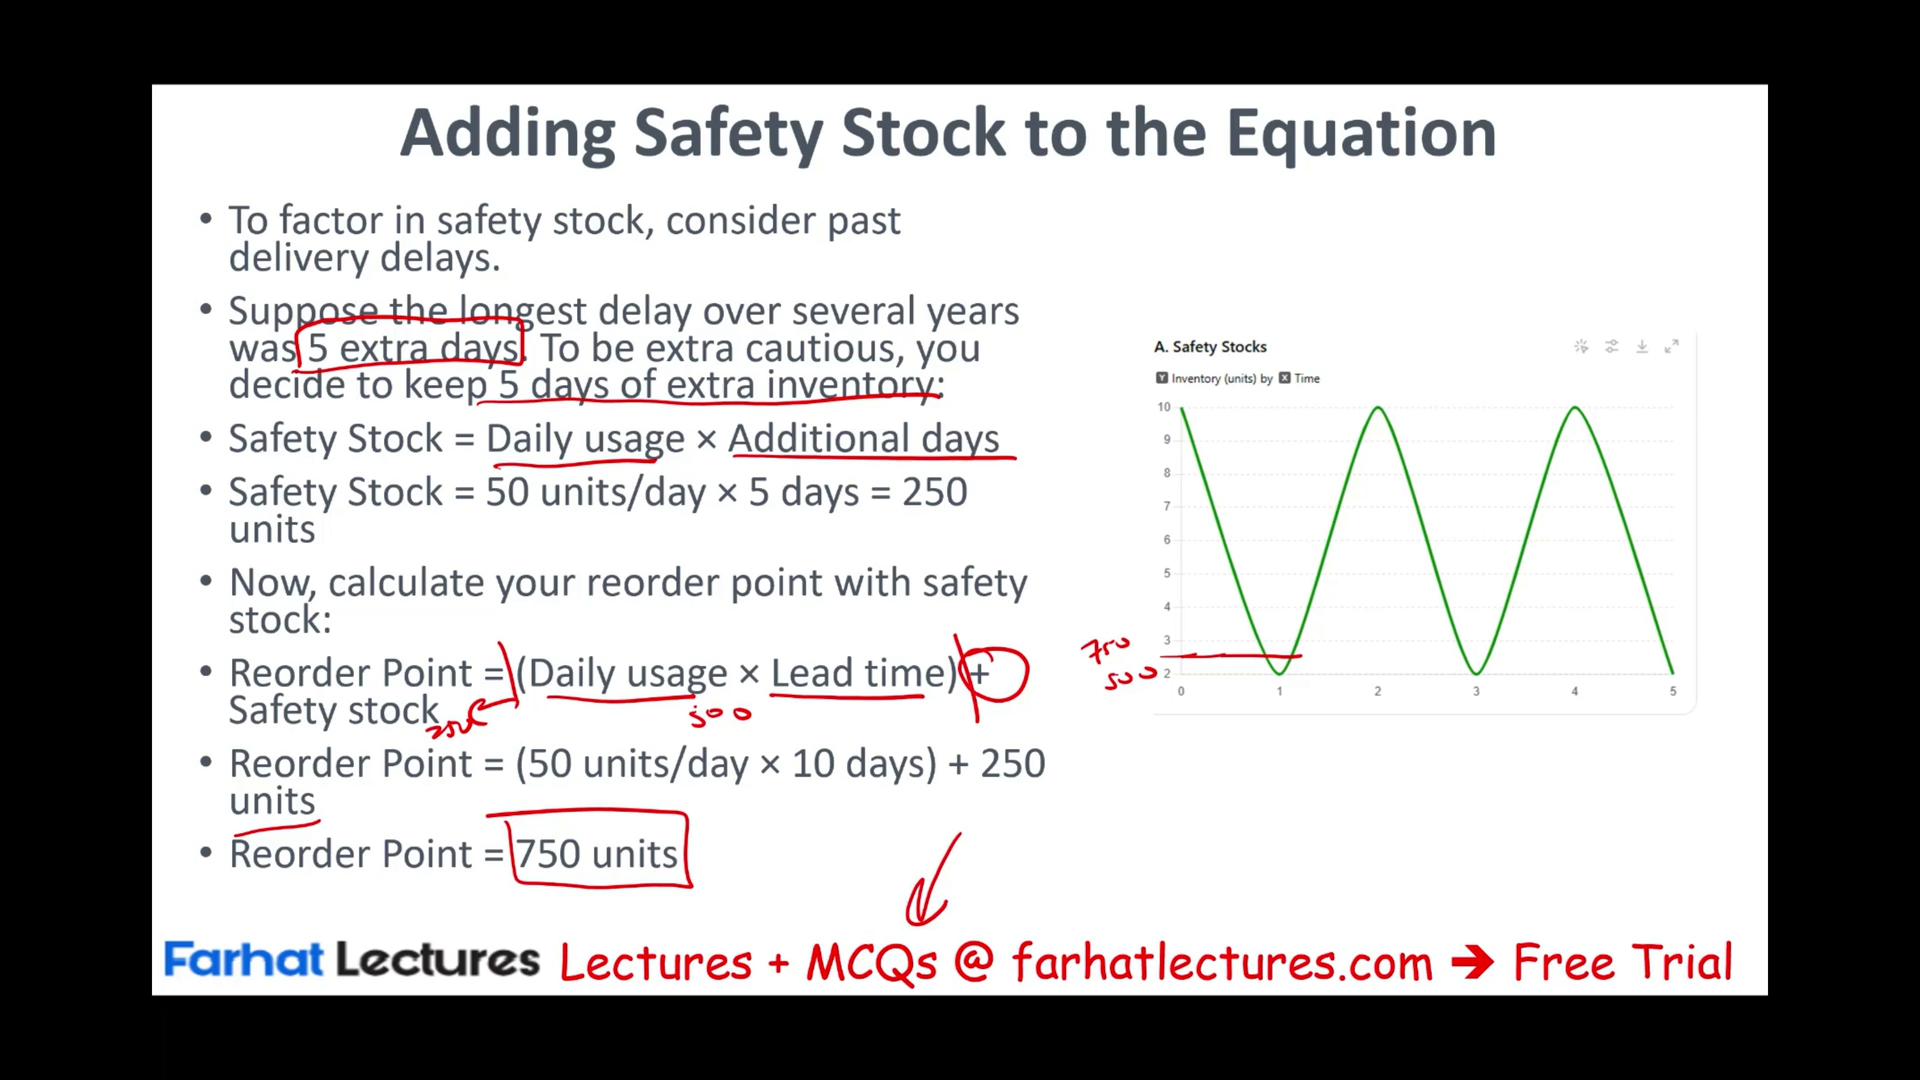 Adding Safety Stock to the Equation
• To factor in safety stock, consider past
delivery delays.
• Suppose the longest delay over several years
was 5 extra days. To be extra cautious, you
decide to keep 5 days of extra inventory:
• Safety Stock = Daily usage × Additional days
• Safety Stock = 50 units/day × 5 days = 250
units
• Now, calculate your reorder point with safety
stock:
• Reorder Point = (Daily usage × Lead time) +
Safety stock
250
500
• Reorder Point = (50 units/day × 10 days) + 250
units
• Reorder Point = 750 units
A. Safety Stocks
Y Inventory (units) by X Time
10
9
8
7
6
5
4
3
2
750
500
0 1 2 3 4 5
Farhat Lectures Lectures + MCQs @ farhatlectures.com → Free Trial